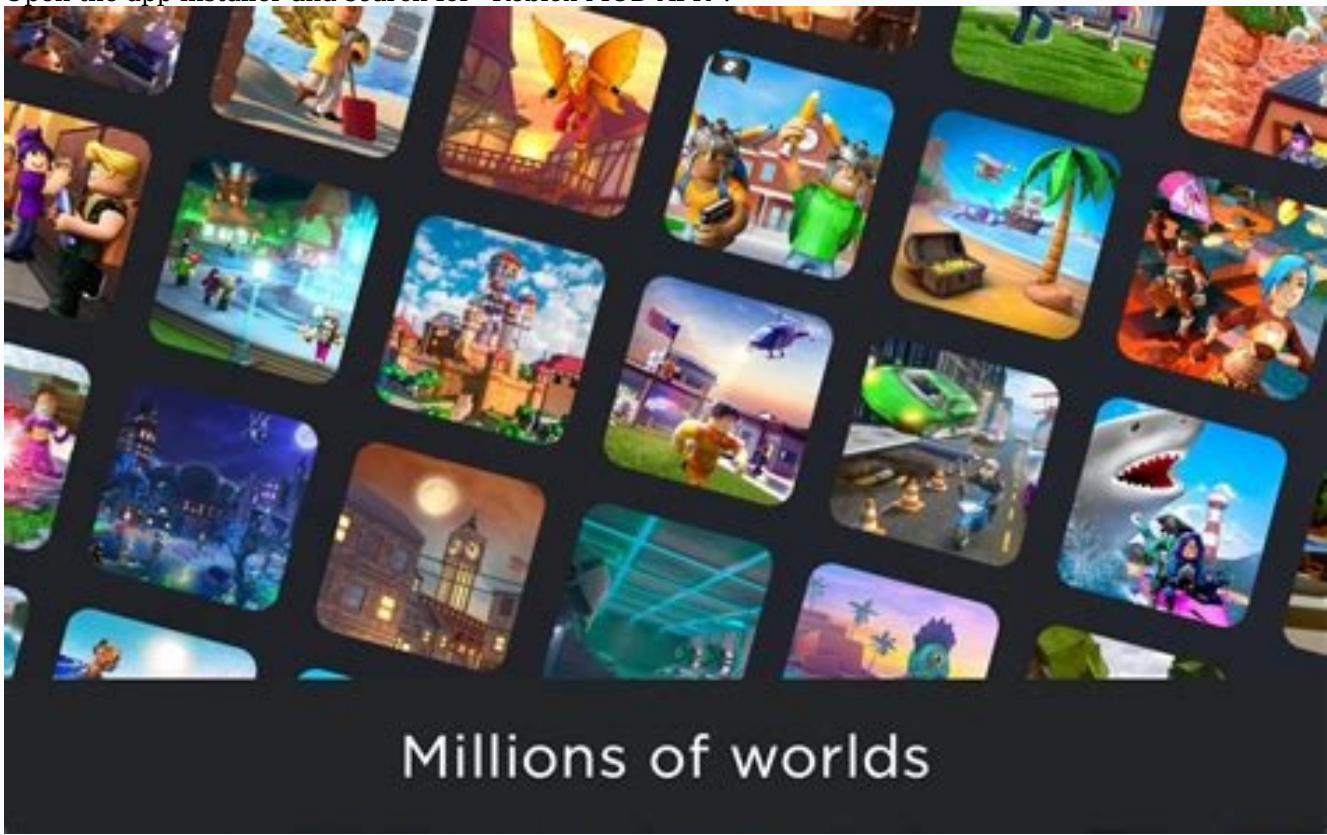 Open the app installer and search for "Roblox MOD APK".
Millions of worlds